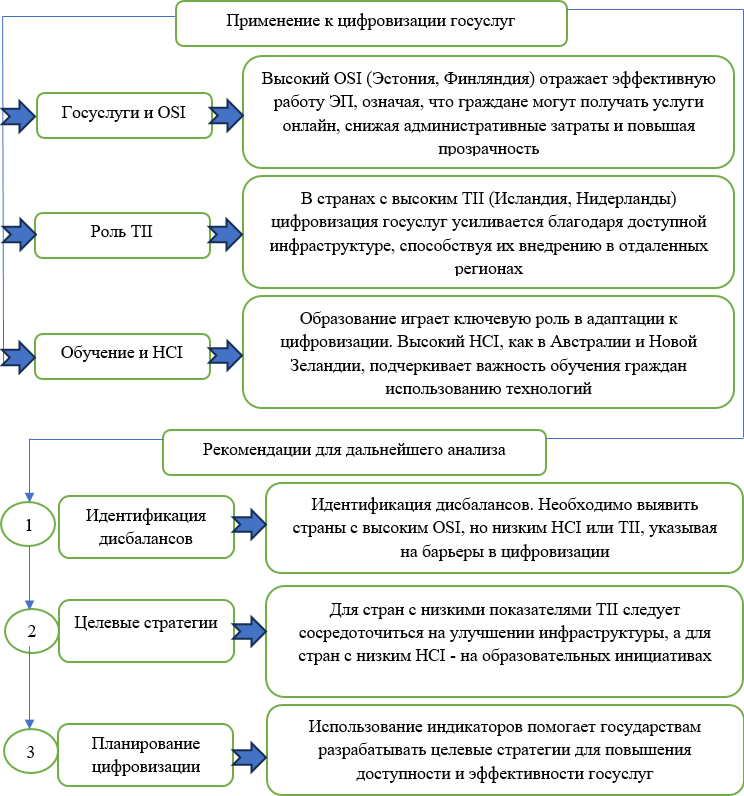 Применение к цифровизации госуслуг
Госуслуги и OSI
Высокий OSI (Эстония, Финляндия) отражает эффективную
работу ЭП, означая, что граждане могут получать услуги
онлайн, снижая административные затраты и повышая
прозрачность
Роль TII
В странах с высоким TII (Исландия, Нидерланды)
цифровизация госуслуг усиливается благодаря доступной
инфраструктуре, способствуя их внедрению в отдаленных
регионах
Обучение и HCI
Образование играет ключевую роль в адаптации к
цифровизации. Высокий HCI, как в Австралии и Новой
Зеландии, подчеркивает важность обучения граждан
использованию технологий
Рекомендации для дальнейшего анализа
1
Идентификация
дисбалансов
Идентификация дисбалансов. Необходимо выявить
страны с высоким OSI, но низким HCI или TII, указывая
на барьеры в цифровизации
2
Целевые стратегии
Для стран с низкими показателями TII следует
сосредоточиться на улучшении инфраструктуры, а для
стран с низким HCI - на образовательных инициативах
3
Планирование
цифровизации
Использование индикаторов помогает государствам
разрабатывать целевые стратегии для повышения
доступности и эффективности госуслуг